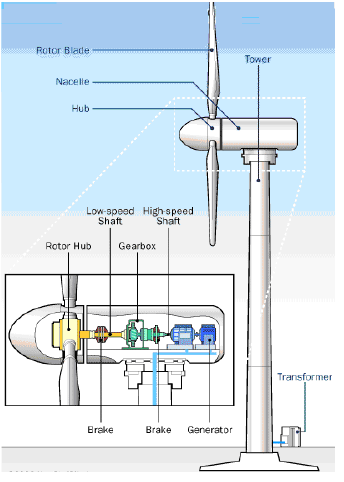 Rotor Blade
Tower
Nacelle
Hub
Low-speed High-speed
Shaft Shaft
Rotor Hub Gearbox
Transformer
Brake Brake Generator